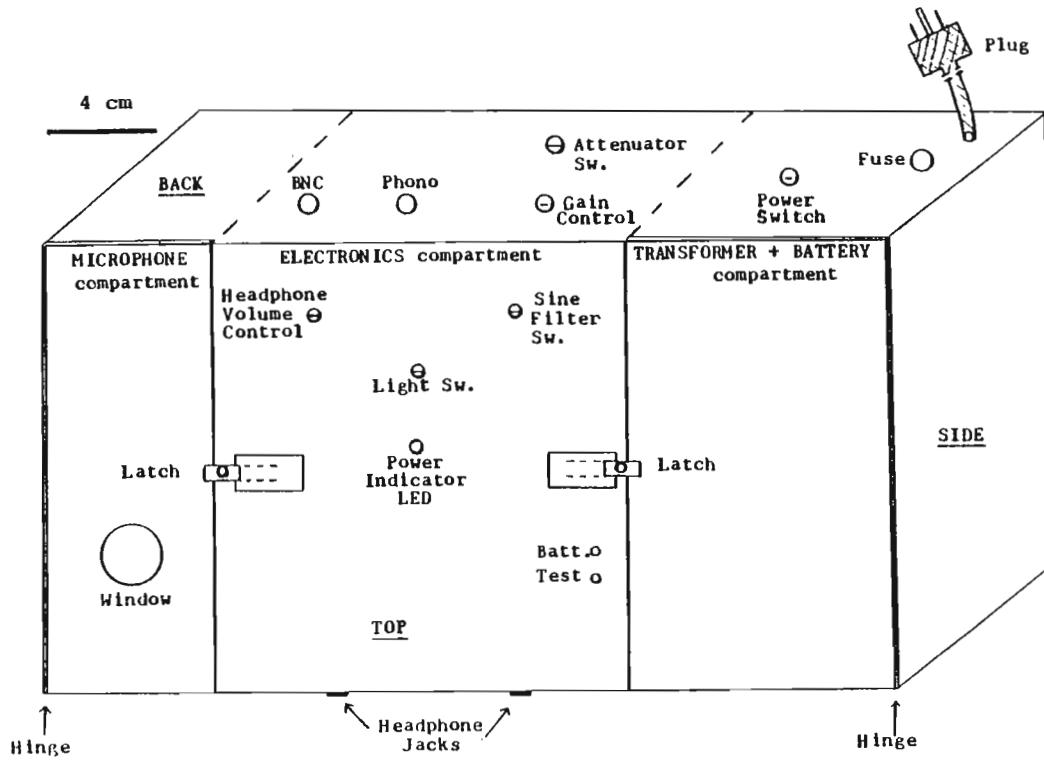 Plug
4 cm
Attenuator
Sw.
Fuse
BACK
BNC
Phono
Gain
Control
Power
Switch
MICROPHONE
compartment
ELECTRONICS compartment
TRANSFORMER + BATTERY
compartment
Headphone
Volume
Control
Sine
Filter
Sw.
Light Sw.
SIDE
Latch
Power
Indicator
LED
Latch
Batt.
Test
Window
TOP
Headphone
Jacks
Hinge
Hinge